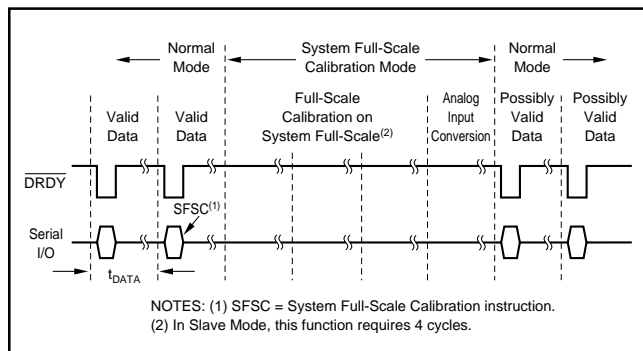 Normal
Mode
System Full-Scale
Calibration Mode
Normal
Mode
Valid
Data
Valid
Data
Full-Scale
Calibration on
System Full-Scale(2)
Analog
Input
Conversion
Possibly
Valid
Data
Possibly
Valid
Data
DRDY
SFSC(1)
Serial
I/O
tDATA
NOTES: (1) SFSC = System Full-Scale Calibration instruction.
(2) In Slave Mode, this function requires 4 cycles.